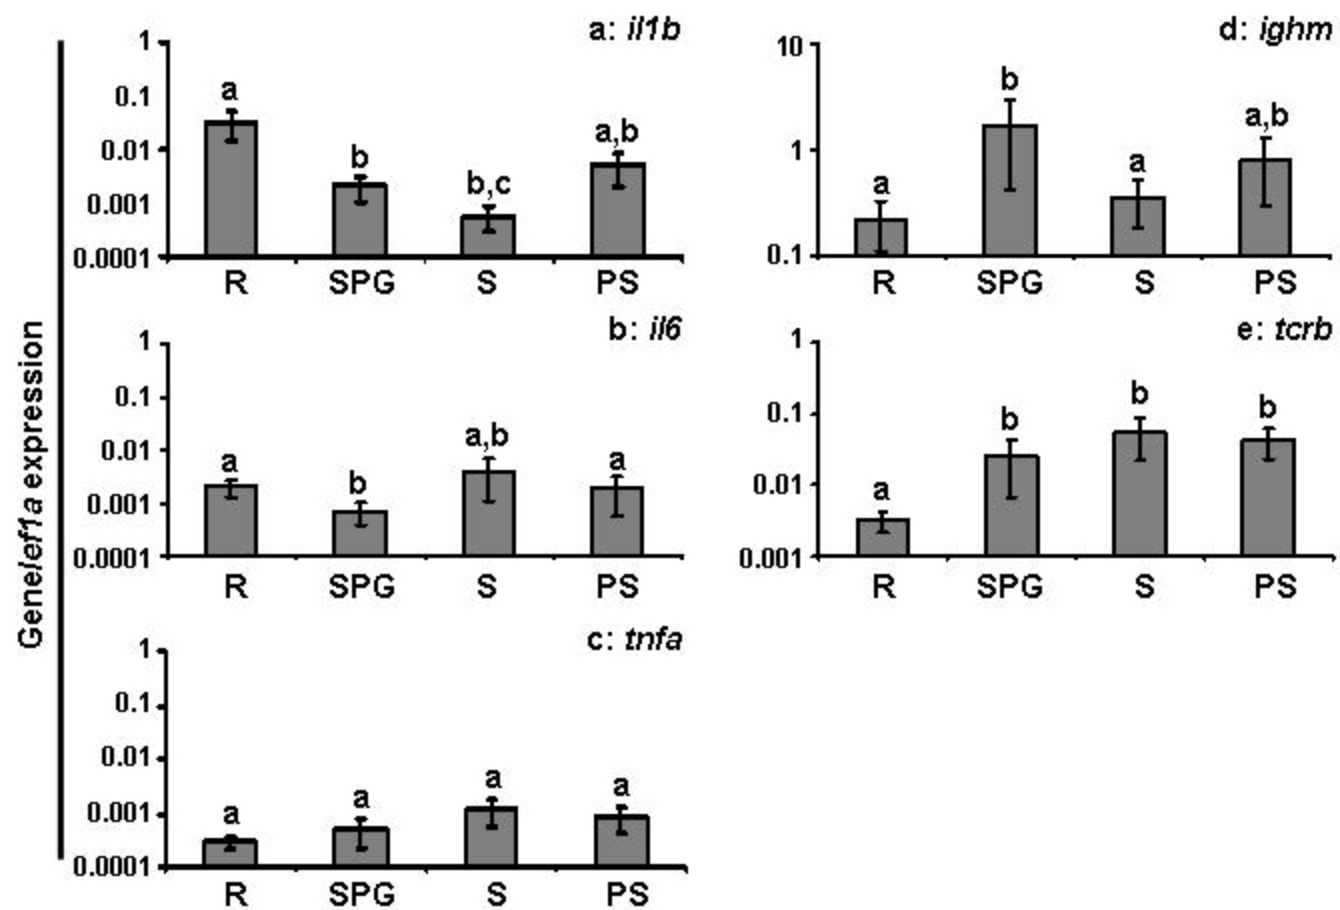 Gene/ef1a expression
a: il1b
1
0.1
0.01
0.001
0.0001
a
b
b,c
a,b
R SPG S PS
b: il6
1
0.1
0.01
0.001
0.0001
a
b
a,b
a
R SPG S PS
c: tnfa
1
0.1
0.01
0.001
0.0001
a
a
a
a
R SPG S PS
d: ighm
10
1
0.1
a
b
a
a,b
R SPG S PS
e: tcrb
1
0.1
0.01
0.001
a
b
b
b
R SPG S PS